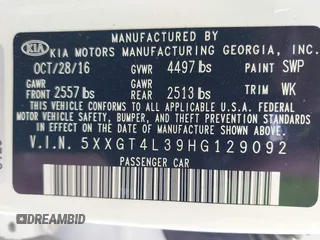 MANUFACTURED BY
KIA KIA MOTORS MANUFACTURING GEORGIA, INC.
OCT/28/16 GVWR 4497 lbs PAINT SWP
GAWR FRONT 2557 lbs GAWR REAR 2513 lbs TRIM WK
THIS VEHICLE CONFORMS TO ALL APPLICABLE FEDERAL
MOTOR VEHICLE SAFETY, BUMPER, AND THEFT PREVENTION
STANDARDS IN EFFECT ON THE DATE OF MANUFACTURE
SHOWN ABOVE.
V.I.N. 5XXGT4L39HG129092
PASSENGER CAR
DREAMBID